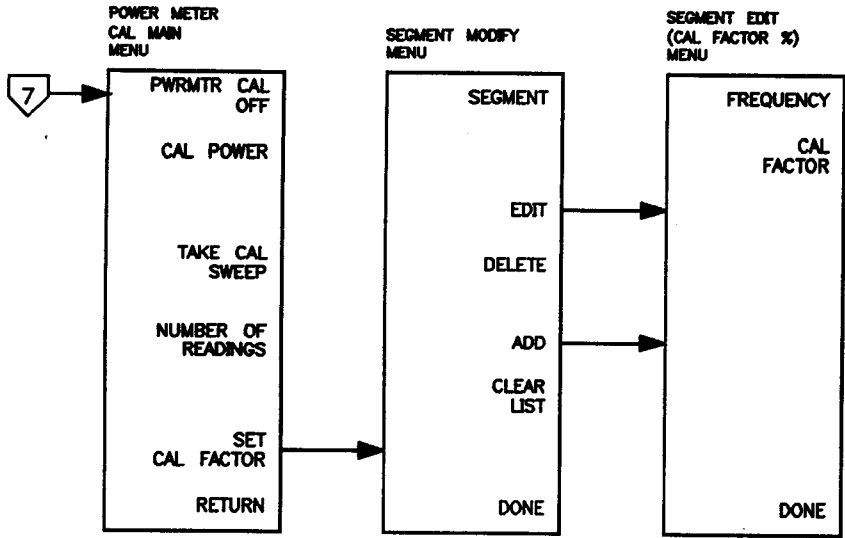 POWER METER
CAL MAIN
MENU
7
PWRMTR CAL
OFF
CAL POWER
TAKE CAL
SWEEP
NUMBER OF
READINGS
SET
CAL FACTOR
RETURN
SEGMENT MODIFY
MENU
SEGMENT
EDIT
DELETE
ADD
CLEAR
LIST
DONE
SEGMENT EDIT
(CAL FACTOR %)
MENU
FREQUENCY
CAL
FACTOR
DONE